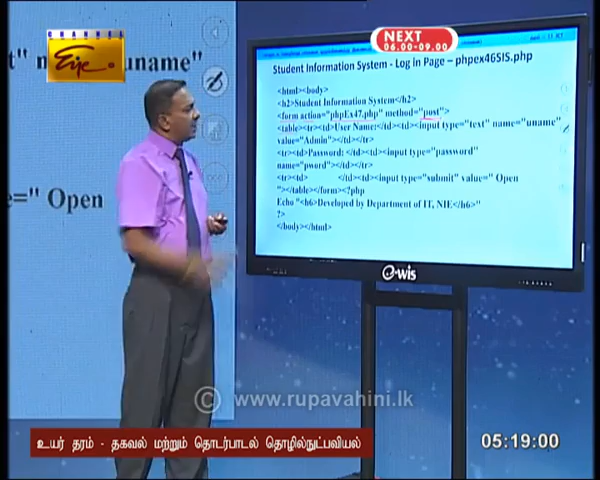 CHANNEL
Eye
NEXT
06.00-09.00
t" n
uname"
e=" Open
Student Information System - Log in Page – phpex46SIS.php
<html><body>
<h2>Student Information System</h2>
<form action="phpEx47.php" method="post">
<table><tr><td>User Name:</td><td><input type="text" name="uname"
value="Admin"></td></tr>
<tr><td>Password: </td><td><input type="password"
name="pword"></td></tr>
<tr><td> </td><td><input type="submit" value=" Open
"></table></form><?php
Echo "<h6>Developed by Department of IT, NIE</h6>"
?>
</body></html>
e-wis
© www.rupavahini.lk
உயர் தரம் - தகவல் மற்றும் தொடர்பாடல் தொழில்நுட்பவியல்
05:19:00